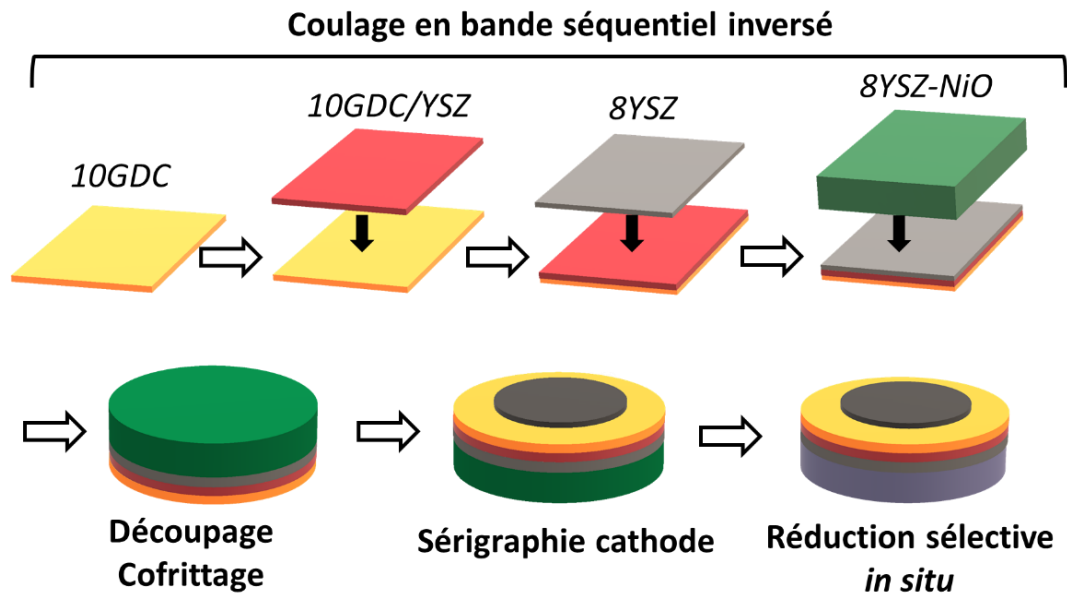 Coulage en bande séquentiel inversé
10GDC
10GDC/YSZ
8YSZ
8YSZ-NiO
Découpage
Cofrittage
Sérigraphie cathode
Réduction sélective
in situ